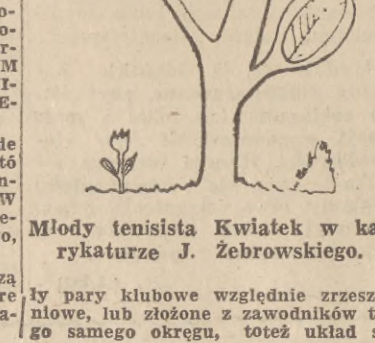 Młody tenisista Kwiatek w ka
rykaturze J. Żebrowskiego.
ły pary klubowe względnie zrzesz
niowe, lub złożone z zawodników t
go samego okręgu, toteż układ s